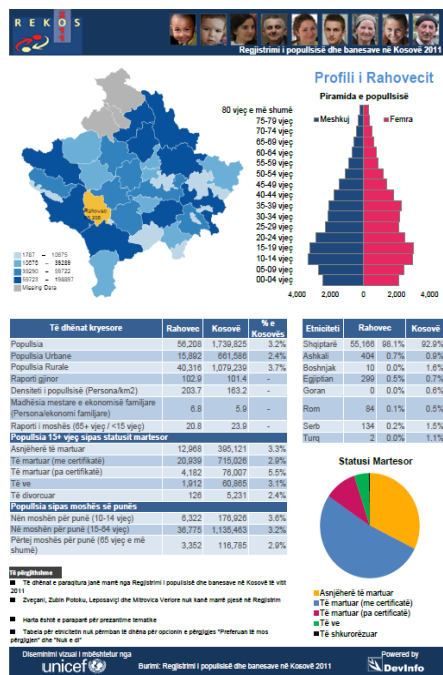 REKOS
2011
Regjistrimi i popullsisë dhe banesave në Kosovë 2011
Profili i Rahovecit
Piramida e popullsisë
80 vjeç e më shumë
75-79 vjeç
70-74 vjeç
65-69 vjeç
60-64 vjeç
55-59 vjeç
50-54 vjeç
45-49 vjeç
40-44 vjeç
35-39 vjeç
30-34 vjeç
25-29 vjeç
20-24 vjeç
15-19 vjeç
10-14 vjeç
05-09 vjeç
00-04 vjeç
Meshkuj Femra
4,000 2,000 0 2,000 4,000
Rahovec
56,208
1787 – 10675
10676 – 39289
39290 – 59722
59723 – 198897
Missing Data
Të dhënat kryesore Rahovec Kosovë % e Kosovës
Popullsia 56,208 1,739,825 3.2%
Popullsia Urbane 15,892 661,586 2.4%
Popullsia Rurale 40,316 1,079,239 3.7%
Raporti gjinor 102.9 101.4 -
Densiteti i popullsisë (Persona/km2) 203.7 163.2 -
Madhësia mestare e ekonomisë familjare
(Persona/ekonomi familjare) 6.8 5.9 -
Raporti i moshës (65+ vjeç / <15 vjeç) 20.8 23.9 -
Popullsia 15+ vjeç sipas statusit martesor
Asnjëherë të martuar 12,968 395,121 3.3%
Të martuar (me certifikatë) 20,939 715,026 2.9%
Të martuar (pa certifikatë) 4,182 76,007 5.5%
Të ve 1,912 60,865 3.1%
Të divorcuar 126 5,231 2.4%
Popullsia sipas moshës së punës
Nën moshën për punë (10-14 vjeç) 6,322 176,926 3.6%
Në moshën për punë (15-64 vjeç) 36,775 1,135,463 3.2%
Përtej moshës për punë (65 vjeç e më
shumë) 3,352 116,785 2.9%
Etniciteti Rahovec Kosovë
Shqiptarë 55,166 98.1% 92.9%
Ashkali 404 0.7% 0.9%
Boshnjak 10 0.0% 1.6%
Egjiptian 299 0.5% 0.7%
Goran 0 0.0% 0.6%
Rom 84 0.1% 0.5%
Serb 134 0.2% 1.5%
Turq 2 0.0% 1.1%
Statusi Martesor
Asnjëherë të martuar
Të martuar (me certifikatë)
Të martuar (pa certifikatë)
Të ve
Të shkurorëzuar
Të përgjithshme
Të dhënat e paraqitura janë marrë nga Regjistrimi i popullsisë dhe banesave në Kosovë të vitit
2011
Zveçani, Zubin Potoku, Leposaviçi dhe Mitrovica Veriore nuk kanë marrë pjesë në Regjistrim
Harta është e paraparë për prezantime tematike
Tabela për etnicitetin nuk përmban të dhëna për opcionin e përgjigjes "Preferuan të mos
përgjigjen" dhe "Nuk e di"
Diseminimi vizual i mbështetur nga
unicef
Burimi: Regjistrimi i popullsisë dhe banesave në Kosovë 2011
Powered by
DevInfo